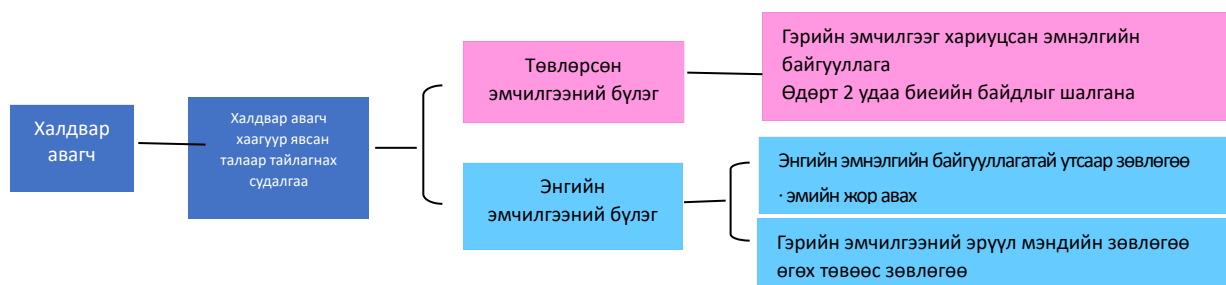 Халдвар
авагч
Халдвар авагч
хаагуур явсан
талаар тайлагнах
судалгаа
Төвлөрсөн
эмчилгээний бүлэг
Гэрийн эмчилгээг хариуцсан эмнэлгийн
байгууллага
Өдөрт 2 удаа биеийн байдлыг шалгана
Энгийн
эмчилгээний бүлэг
Энгийн эмнэлгийн байгууллагатай утсаар зөвлөгөө
· эмийн жор авах
Гэрийн эмчилгээний эрүүл мэндийн зөвлөгөө
өгөх төвөөс зөвлөгөө